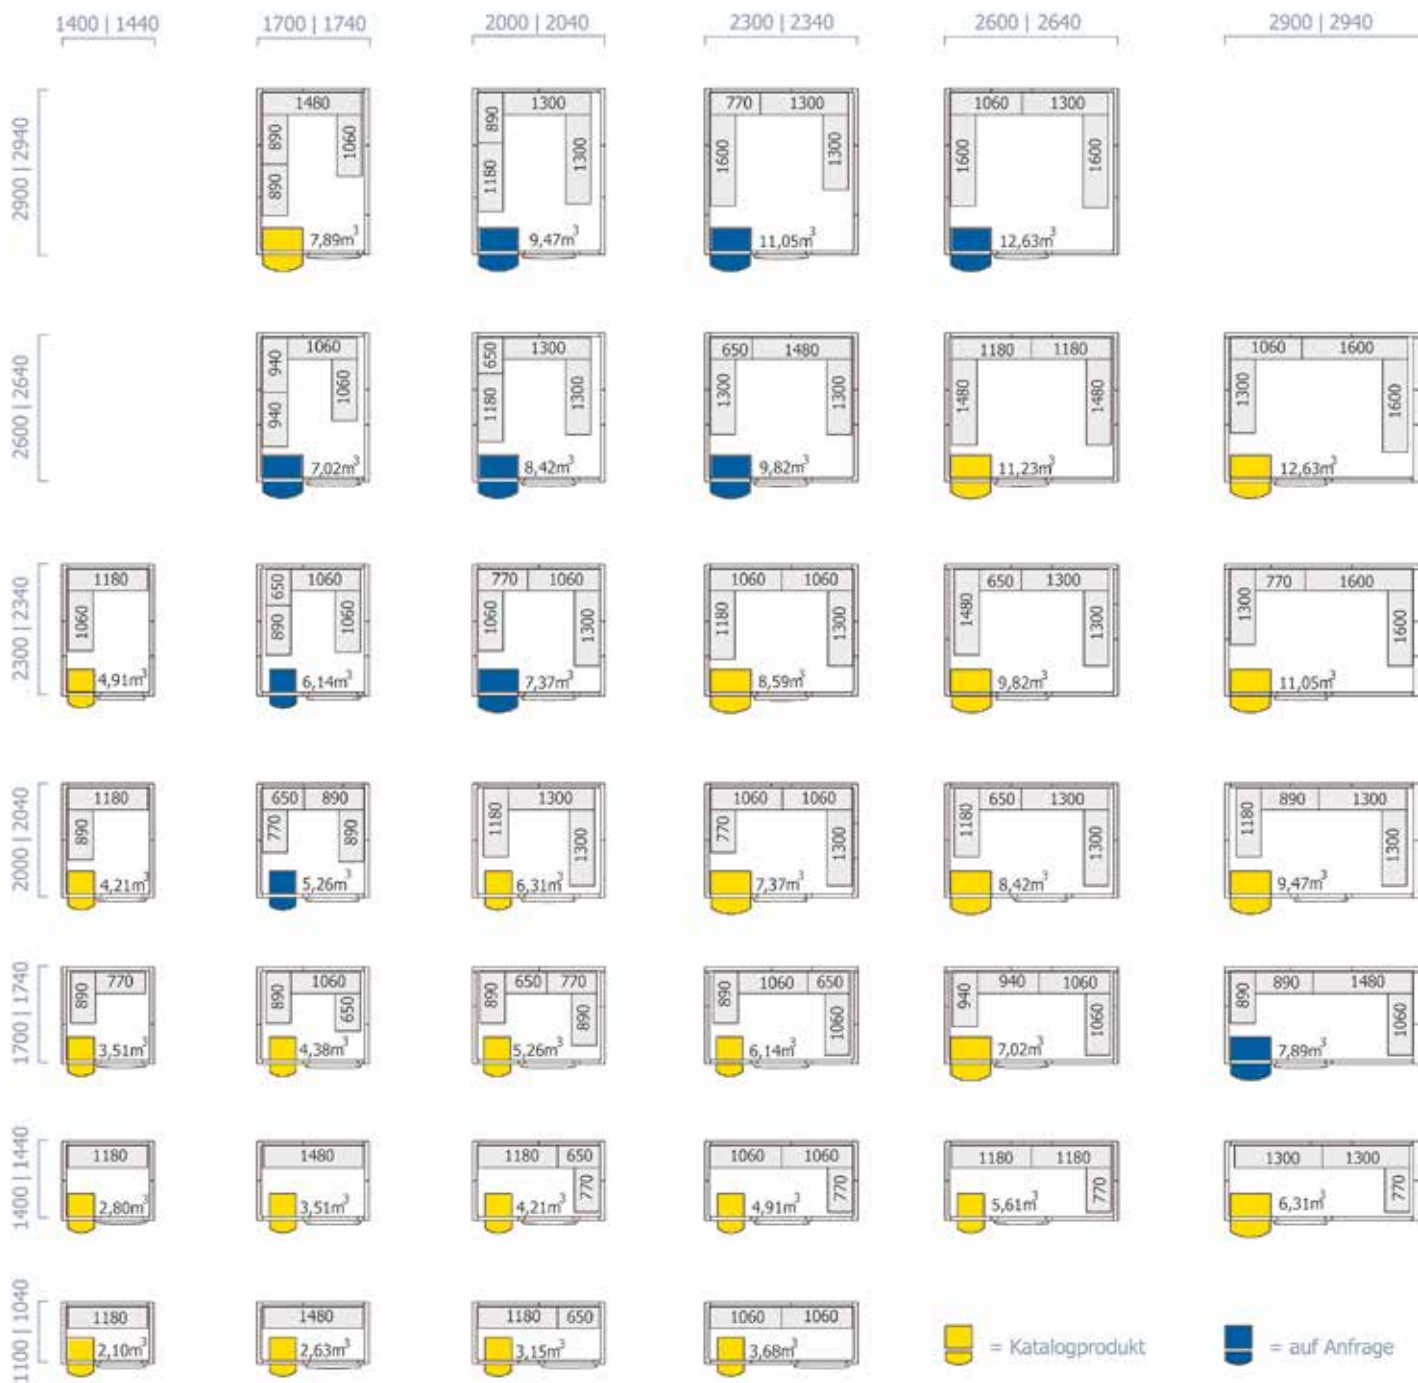 1400 | 1440 1700 | 1740 2000 | 2040 2300 | 2340 2600 | 2640 2900 | 2940
2900 | 2940
1480 890 890 1060 7,89m³
890 1300 1180 1300 9,47m³
770 1300 1600 1300 11,05m³
1060 1300 1600 1600 12,63m³
2600 | 2640
940 1060 940 1060 7,02m³
650 1300 1180 1300 8,42m³
650 1480 1300 1300 9,82m³
1180 1180 1480 1480 11,23m³
1060 1600 1300 1600 12,63m³
2300 | 2340
1180 1060 4,91m³
650 1060 890 1060 6,14m³
770 1060 1060 1300 7,37m³
1060 1060 1180 1300 8,59m³
1480 650 1300 1300 9,82m³
1300 770 1600 1600 11,05m³
2000 | 2040
1180 890 4,21m³
650 890 770 890 5,26m³
1180 1300 1300 6,31m³
1060 1060 770 1300 7,37m³
1180 650 1300 1300 8,42m³
1180 890 1300 1300 9,47m³
1700 | 1740
890 770 3,51m³
890 1060 650 4,38m³
890 650 770 890 5,26m³
890 1060 650 1060 6,14m³
940 940 1060 1060 7,02m³
890 890 1480 1060 7,89m³
1400 | 1440
1180 2,80m³
1480 3,51m³
1180 650 770 4,21m³
1060 1060 770 4,91m³
1180 1180 770 5,61m³
1300 1300 770 6,31m³
1100 | 1040
1180 2,10m³
1480 2,63m³
1180 650 3,15m³
1060 1060 3,68m³
= Katalogprodukt
= auf Anfrage